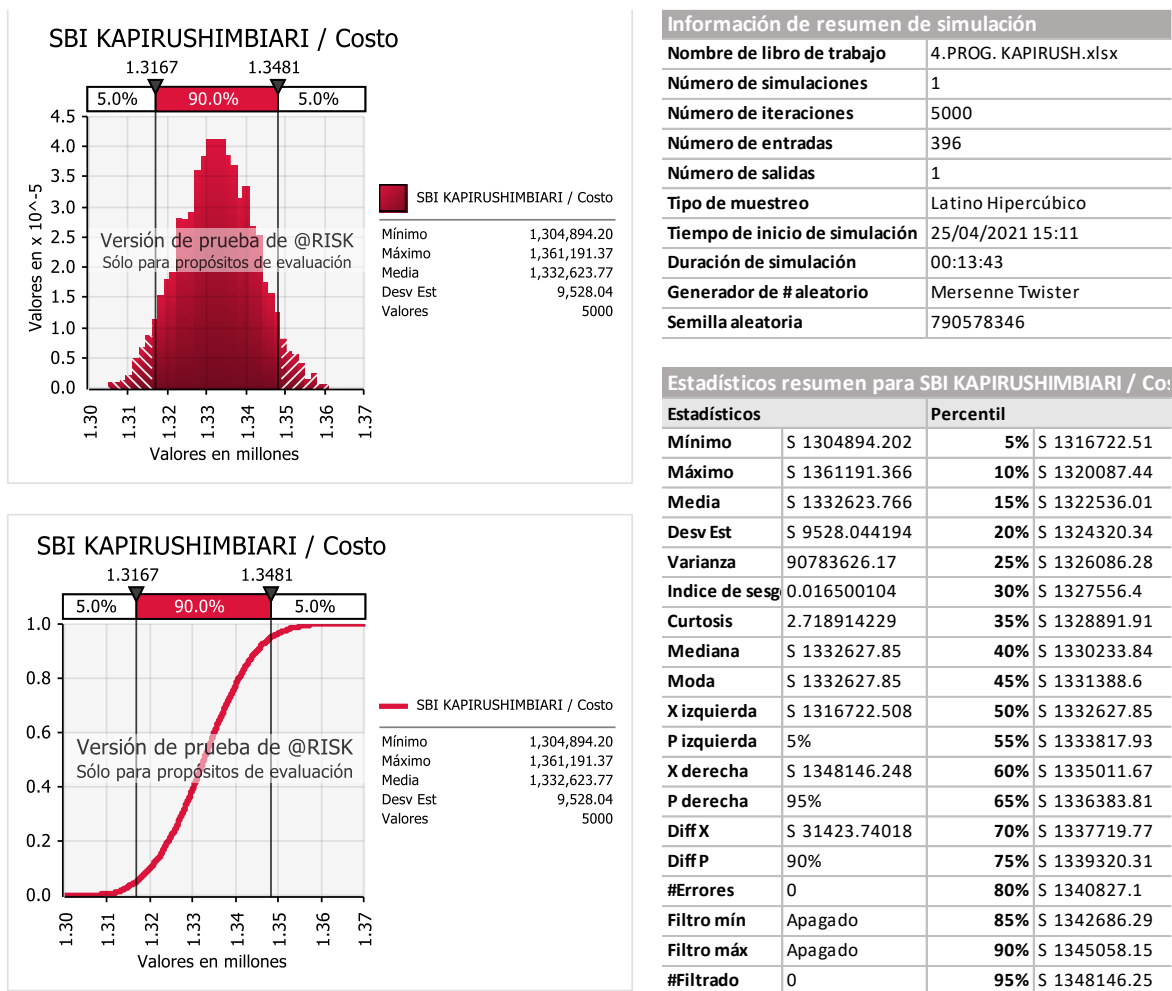 SBI KAPIRUSHIMBIARI / Costo
1.3167 1.3481
5.0% 90.0% 5.0%
4.5
4.0
3.5
3.0
2.5
2.0
1.5
1.0
0.5
0.0
Valores en x 10^-5
Versión de prueba de @RISK
Sólo para propósitos de evaluación
1.30 1.31 1.32 1.33 1.34 1.35 1.36 1.37
Valores en millones
SBI KAPIRUSHIMBIARI / Costo
Mínimo 1,304,894.20
Máximo 1,361,191.37
Media 1,332,623.77
Desv Est 9,528.04
Valores 5000
SBI KAPIRUSHIMBIARI / Costo
1.3167 1.3481
5.0% 90.0% 5.0%
1.0
0.8
0.6
0.4
0.2
0.0
Versión de prueba de @RISK
Sólo para propósitos de evaluación
1.30 1.31 1.32 1.33 1.34 1.35 1.36 1.37
Valores en millones
SBI KAPIRUSHIMBIARI / Costo
Mínimo 1,304,894.20
Máximo 1,361,191.37
Media 1,332,623.77
Desv Est 9,528.04
Valores 5000
Información de resumen de simulación
Nombre de libro de trabajo 4.PROG. KAPIRUSH.xlsx
Número de simulaciones 1
Número de iteraciones 5000
Número de entradas 396
Número de salidas 1
Tipo de muestreo Latino Hipercúbico
Tiempo de inicio de simulación 25/04/2021 15:11
Duración de simulación 00:13:43
Generador de # aleatorio Mersenne Twister
Semilla aleatoria 790578346
Estadísticos resumen para SBI KAPIRUSHIMBIARI / Cos
Estadísticos Percentil
Mínimo S 1304894.202 5% S 1316722.51
Máximo S 1361191.366 10% S 1320087.44
Media S 1332623.766 15% S 1322536.01
Desv Est S 9528.044194 20% S 1324320.34
Varianza 90783626.17 25% S 1326086.28
Indice de sesg 0.016500104 30% S 1327556.4
Curtosis 2.718914229 35% S 1328891.91
Mediana S 1332627.85 40% S 1330233.84
Moda S 1332627.85 45% S 1331388.6
X izquierda S 1316722.508 50% S 1332627.85
P izquierda 5% 55% S 1333817.93
X derecha S 1348146.248 60% S 1335011.67
P derecha 95% 65% S 1336383.81
Diff X S 31423.74018 70% S 1337719.77
Diff P 90% 75% S 1339320.31
#Errores 0 80% S 1340827.1
Filtro mín Apagado 85% S 1342686.29
Filtro máx Apagado 90% S 1345058.15
#Filtrado 0 95% S 1348146.25